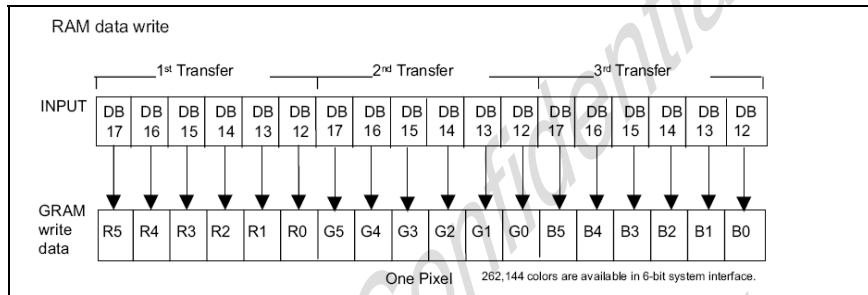 RAM data write
1st Transfer 2nd Transfer 3rd Transfer
INPUT DB 17 DB 16 DB 15 DB 14 DB 13 DB 12 DB 17 DB 16 DB 15 DB 14 DB 13 DB 12 DB 17 DB 16 DB 15 DB 14 DB 13 DB 12
GRAM
write
data
R5 R4 R3 R2 R1 R0 G5 G4 G3 G2 G1 G0 B5 B4 B3 B2 B1 B0
One Pixel 262,144 colors are available in 6-bit system interface.
Confidential